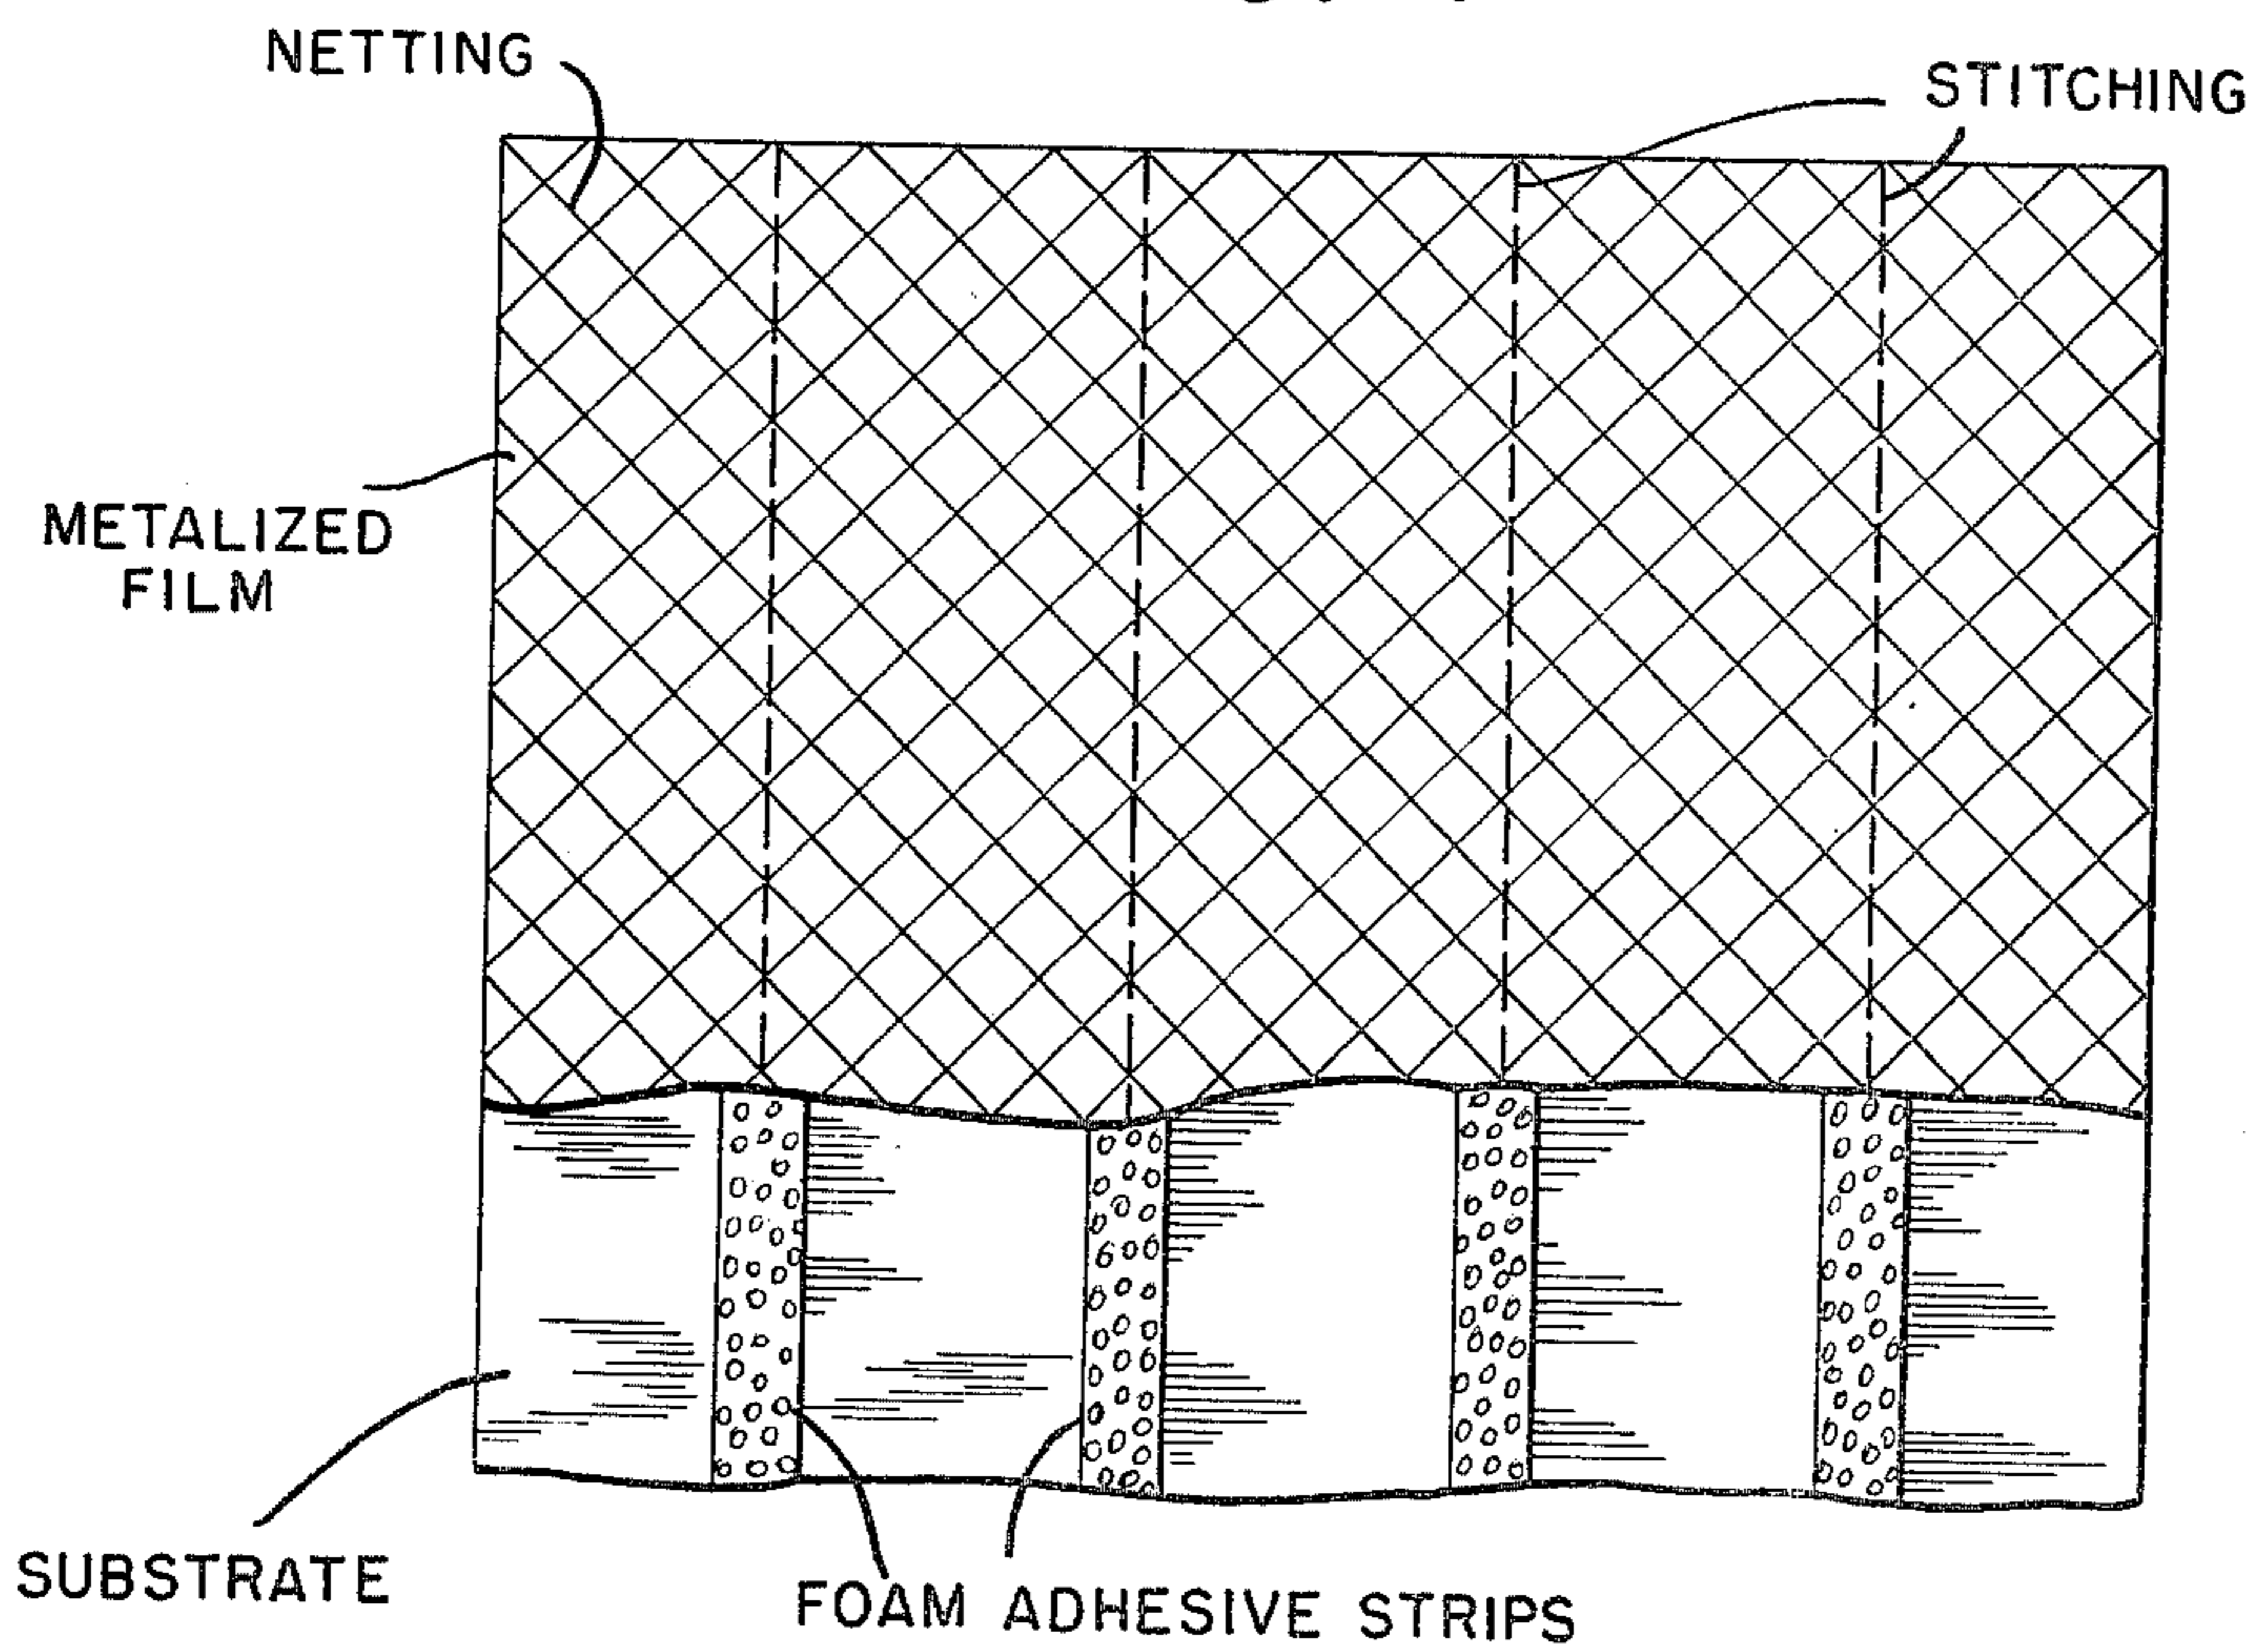 NETTING
STITCHING
METALIZED
FILM
SUBSTRATE
FOAM ADHESIVE STRIPS